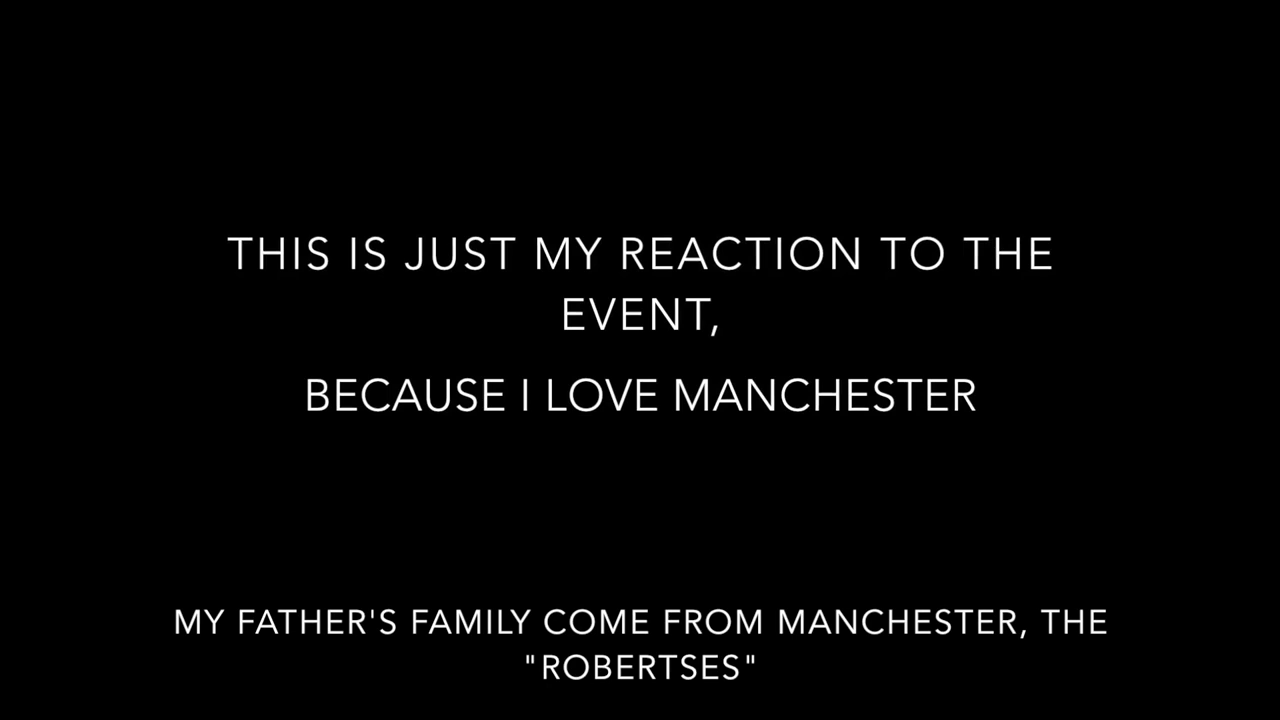 THIS IS JUST MY REACTION TO THE
EVENT,
BECAUSE I LOVE MANCHESTER
MY FATHER'S FAMILY COME FROM MANCHESTER, THE
"ROBERTSES"